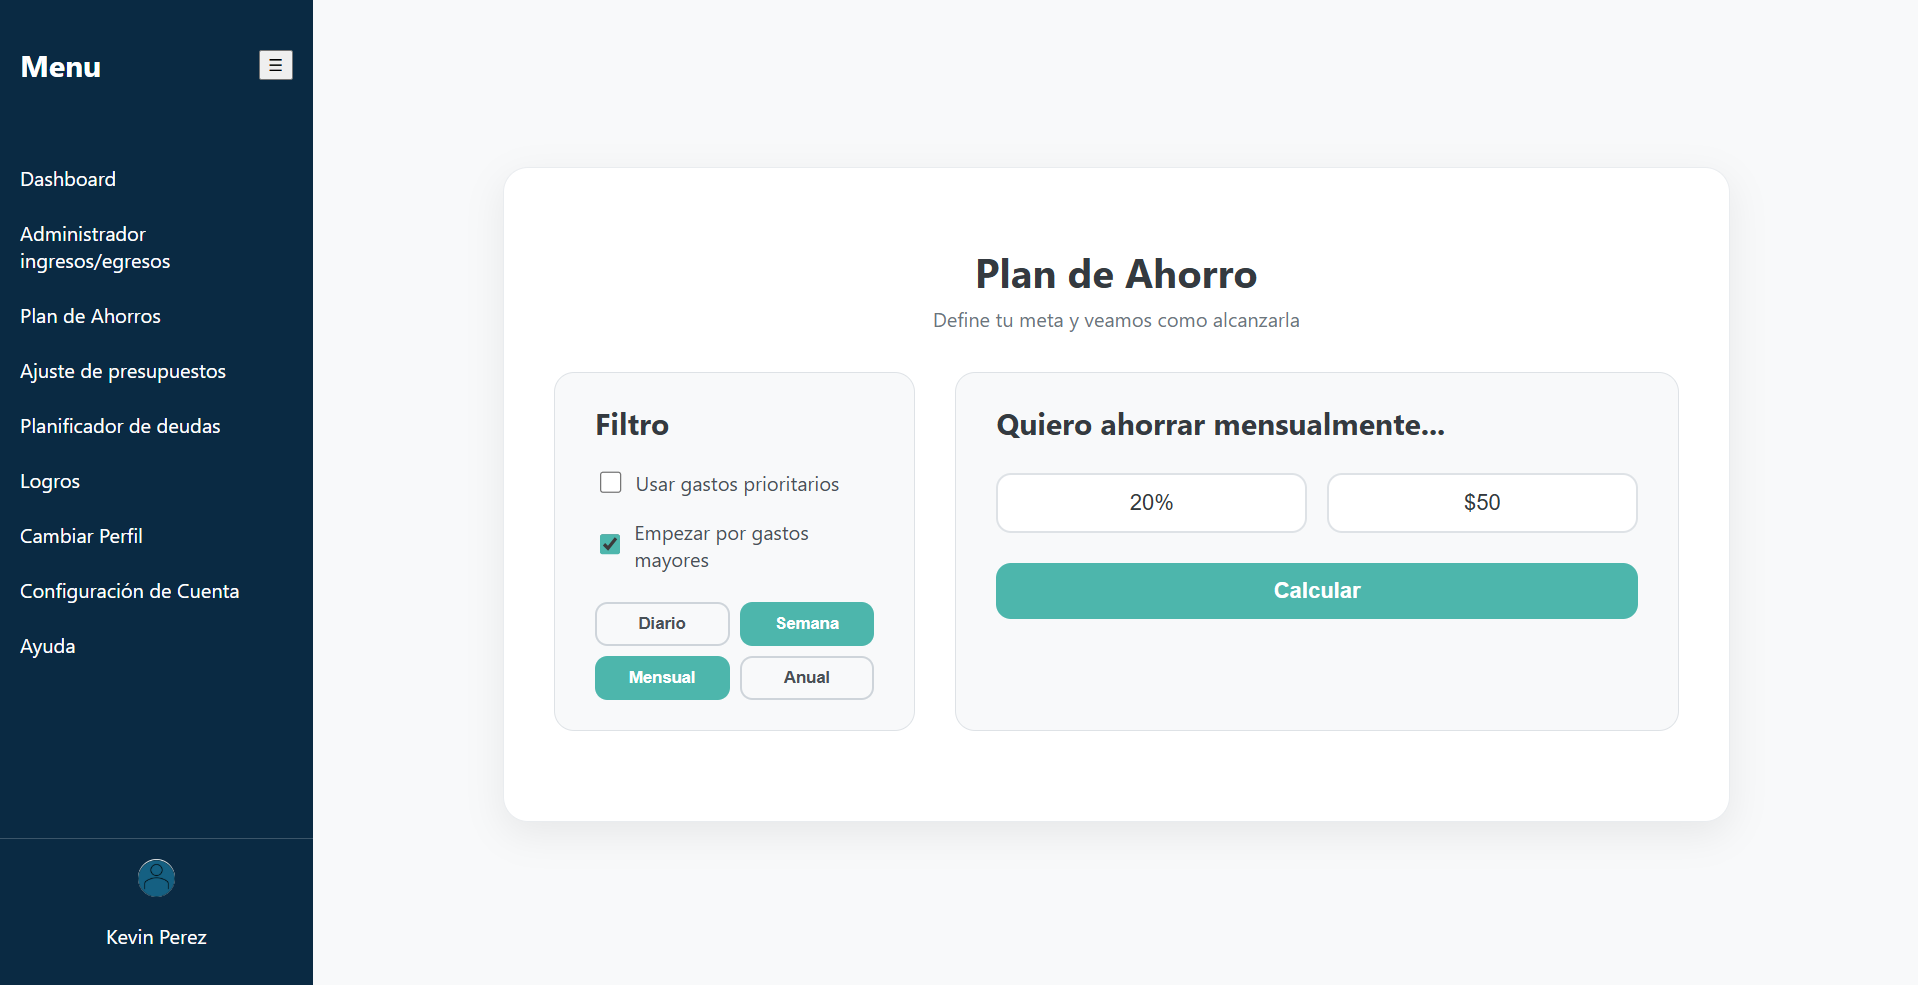 Menu
☰
Dashboard
Administrador
ingresos/egresos
Plan de Ahorros
Ajuste de presupuestos
Planificador de deudas
Logros
Cambiar Perfil
Configuración de Cuenta
Ayuda
Kevin Perez
Plan de Ahorro
Define tu meta y veamos como alcanzarla
Filtro
Usar gastos prioritarios
Empezar por gastos
mayores
Diario
Semana
Mensual
Anual
Quiero ahorrar mensualmente...
20%
$50
Calcular